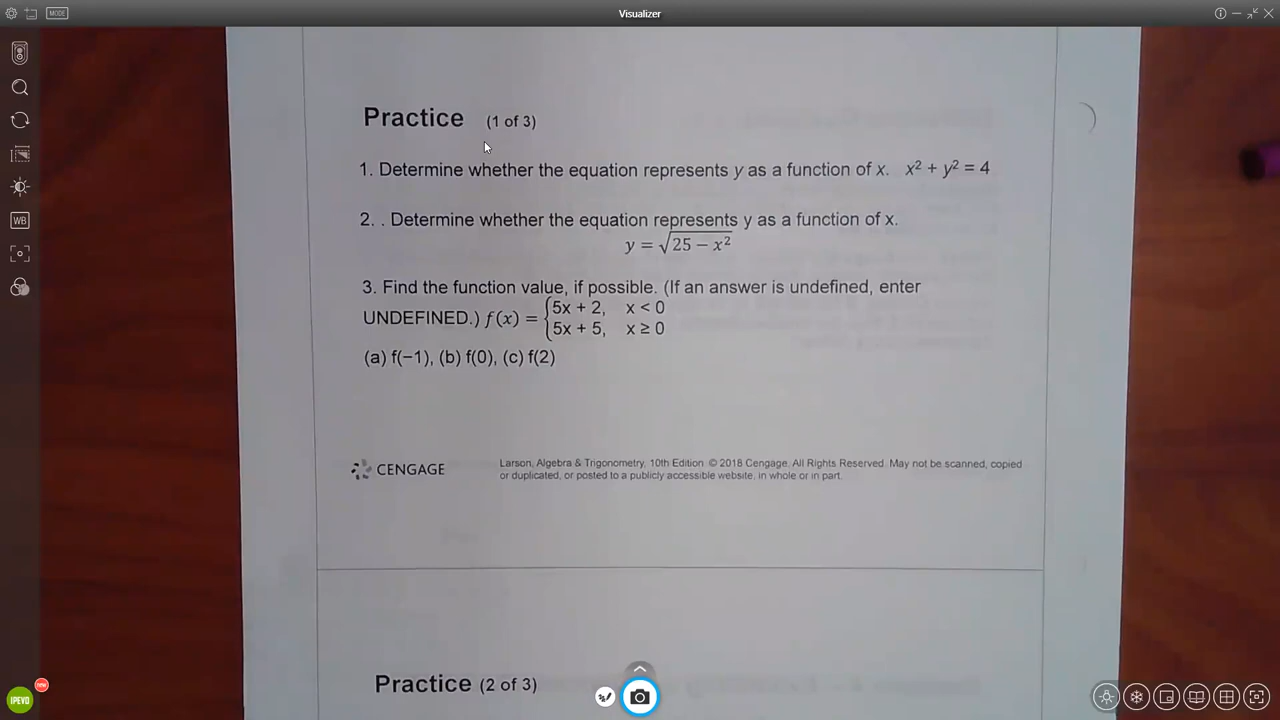 MODE
Visualizer
Practice (1 of 3)
1. Determine whether the equation represents y as a function of x. x² + y² = 4
2. . Determine whether the equation represents y as a function of x.
y = √25 − x²
3. Find the function value, if possible. (If an answer is undefined, enter
UNDEFINED.) f(x) = {5x + 2, x < 0
5x + 5, x ≥ 0
(a) f(−1), (b) f(0), (c) f(2)
CENGAGE
Larson, Algebra & Trigonometry, 10th Edition © 2018 Cengage. All Rights Reserved. May not be scanned, copied
or duplicated, or posted to a publicly accessible website, in whole or in part.
Practice (2 of 3)
WB
IPEVO
new